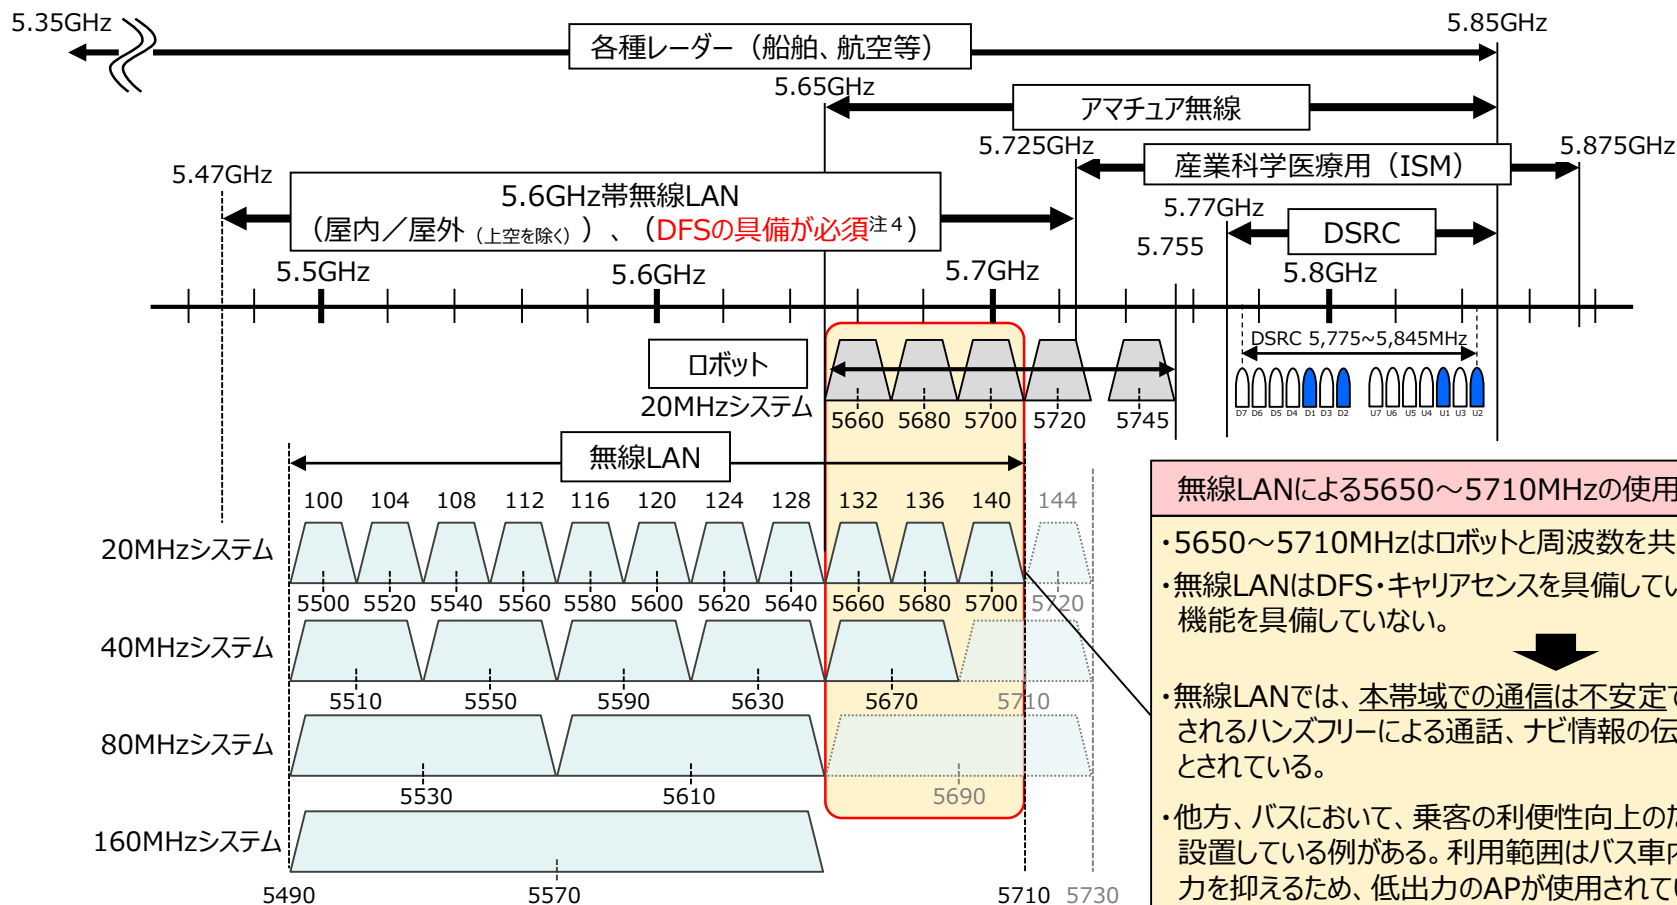 5.35GHz
各種レーダー（船舶、航空等）
5.85GHz
5.65GHz
アマチュア無線
5.725GHz
産業科学医療用（ISM）
5.875GHz
5.47GHz
5.6GHz帯無線LAN
（屋内／屋外（上空を除く））、（DFSの具備が必須注４）
5.77GHz
DSRC
5.755
5.5GHz
5.6GHz
5.7GHz
5.8GHz
ロボット
20MHzシステム
5660 5680 5700 5720 5745
DSRC 5,775~5,845MHz
D7 D6 D5 D4 D1 D3 D2 U7 U6 U5 U4 U1 U3 U2
無線LAN
100 104 108 112 116 120 124 128 132 136 140 144
20MHzシステム
5500 5520 5540 5560 5580 5600 5620 5640 5660 5680 5700 5720
40MHzシステム
5510 5550 5590 5630 5670 5710
80MHzシステム
5530 5610 5690
160MHzシステム
5490 5570 5710 5730
無線LANによる5650～5710MHzの使用
・5650～5710MHzはロボットと周波数を共
・無線LANはDFS・キャリアセンスを具備してい
機能を具備していない。
・無線LANでは、本帯域での通信は不安定で
されるハンズフリーによる通話、ナビ情報の伝
とされている。
・他方、バスにおいて、乗客の利便性向上のた
設置している例がある。利用範囲はバス車内
力を抑えるため、低出力のAPが使用されてい